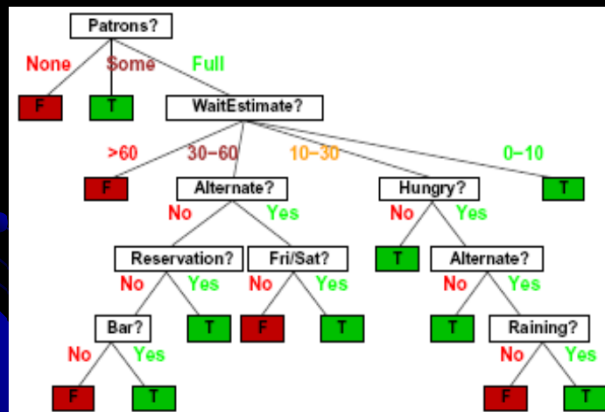 Patrons?
None Some Full
F T WaitEstimate?
>60 30-60 10-30 0-10
F Alternate? Hungry? T
No Yes No Yes
Reservation? Fri/Sat? T Alternate?
No Yes No Yes No Yes
Bar? T F T T Raining?
No Yes No Yes
F T F T